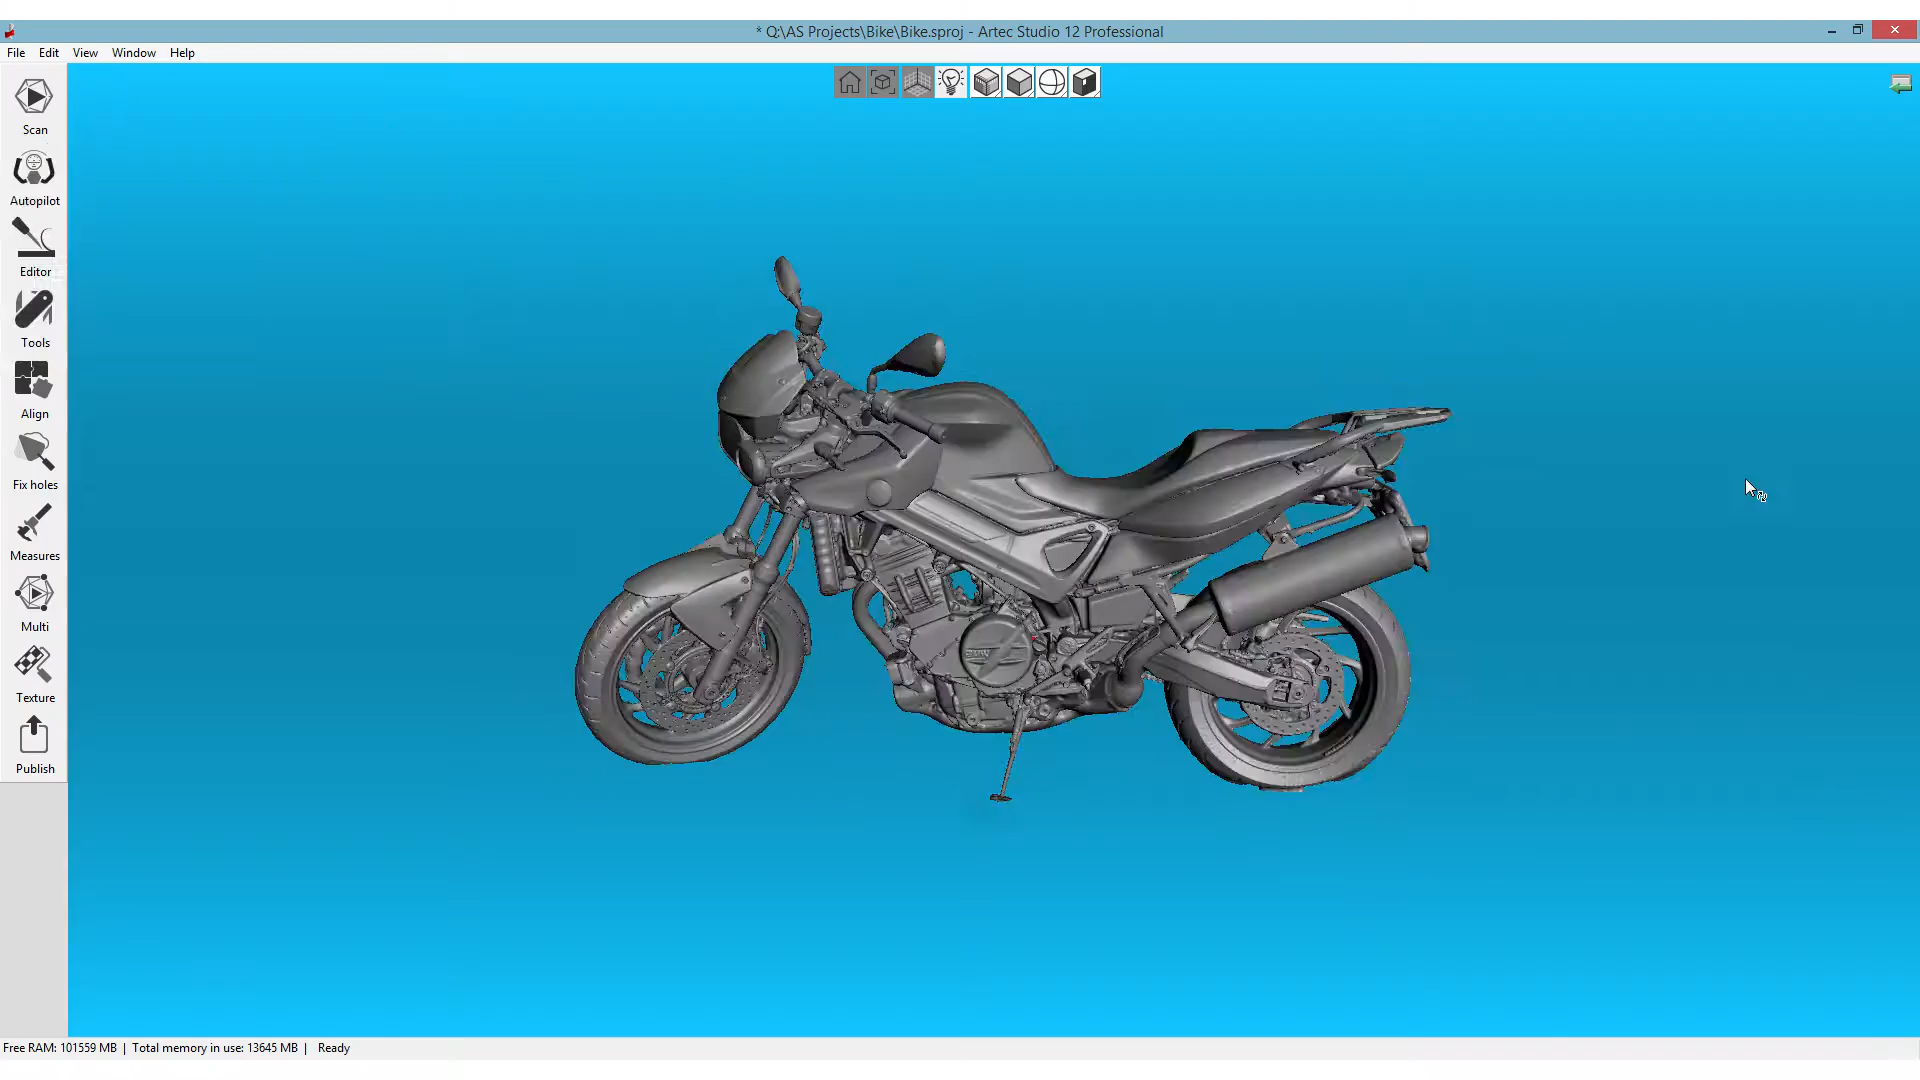 * Q:\AS Projects\Bike\Bike.sproj - Artec Studio 12 Professional
File Edit View Window Help
Scan
Autopilot
Editor
Tools
Align
Fix holes
Measures
Multi
Texture
Publish
Free RAM: 101559 MB | Total memory in use: 13645 MB | Ready